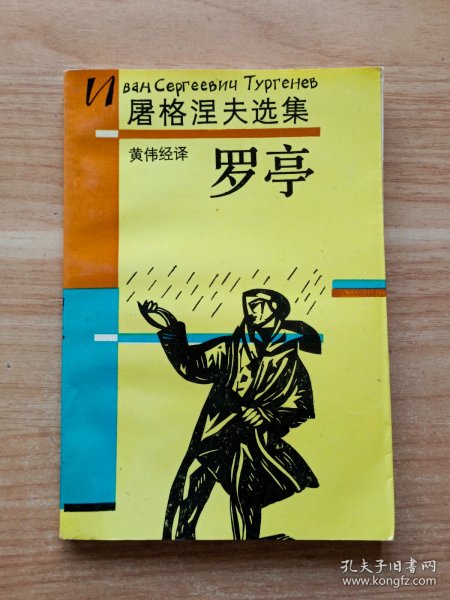 Иван Сергеевич Тургенев
屠格涅夫选集
黄伟经译
罗亭
孔夫子旧书网
www.kongfz.com